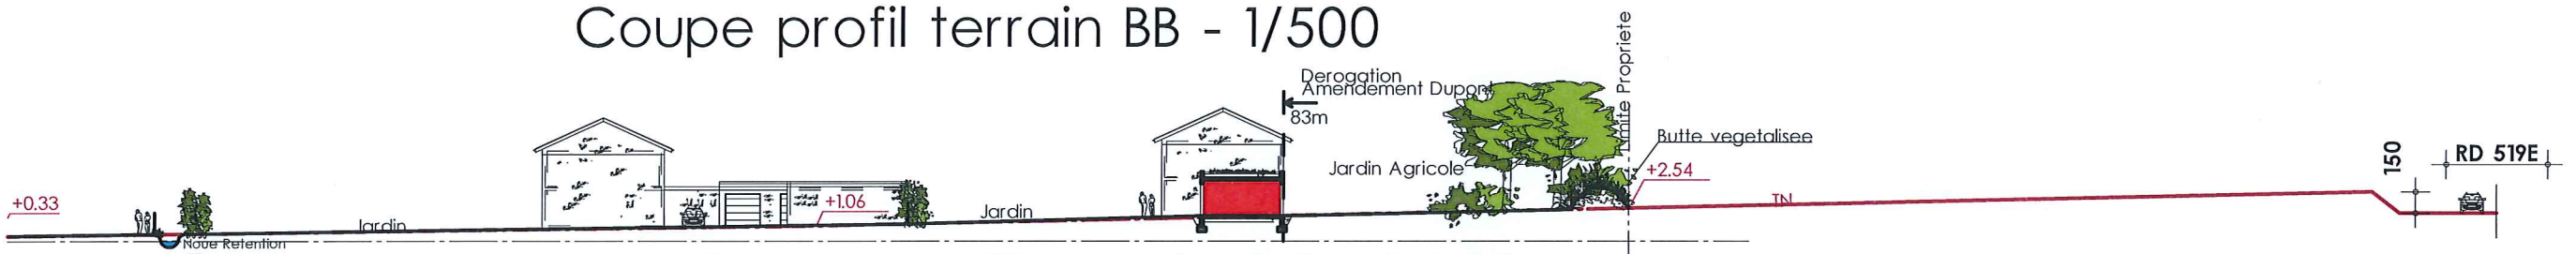 Coupe profil terrain BB - 1/500
Derogation
Amendement Dupont
83m
Limite Propriete
Butte vegetalisee
+2.54
Jardin Agricole
150
RD 519E
TN
+0.33
Noue Retention
Jardin
+1.06
Jardin